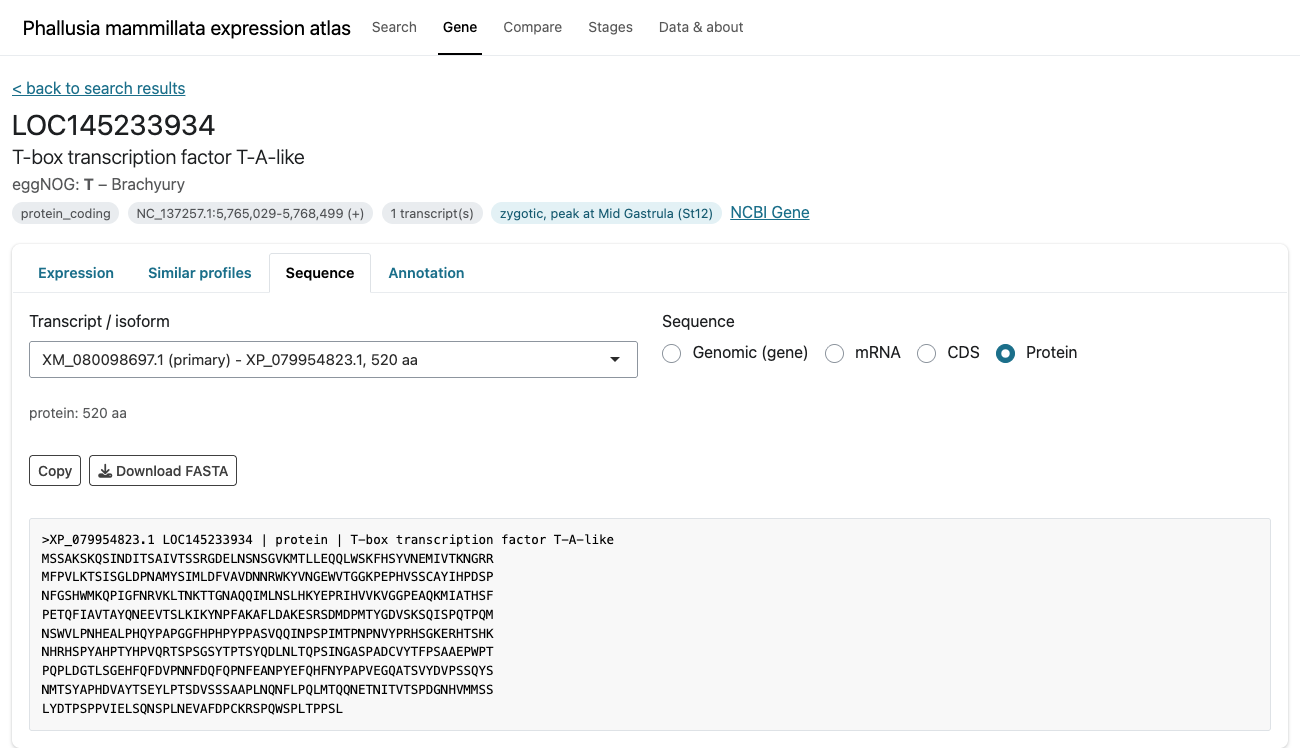 Phallusia mammillata expression atlas Search Gene Compare Stages Data & about
< back to search results
LOC145233934
T-box transcription factor T-A-like
eggNOG: T – Brachyury
protein_coding NC_137257.1:5,765,029-5,768,499 (+) 1 transcript(s) zygotic, peak at Mid Gastrula (St12) NCBI Gene
Expression Similar profiles Sequence Annotation
Transcript / isoform Sequence
XM_080098697.1 (primary) - XP_079954823.1, 520 aa Genomic (gene) mRNA CDS Protein
protein: 520 aa
Copy Download FASTA
>XP_079954823.1 LOC145233934 | protein | T-box transcription factor T-A-like
MSSAKSKQSINDITSAIVTSSRGDELNSNSGVKMTLLEQQLWSKFHSYVNEMIVTKNGRR
MFPVLKTSISGLDPNAMYSIMLDFVAVDNNRWKYVNGEWVTGGKPEPHVSSCAYIHPDSP
NFGSHWMKQPIGFNRVKLTNKTTGNAQQIMLNSLHKYEPRIHVVKVGGPEAQKMIATHSF
PETQFIAVTAYQNEEVTSLKIKYNPFAKAFLDAKESRSDMDPMTYGDVSKSQISPQTPQM
NSWVLPNHEALPHQYPAPGGFHPHPYPPASVQQINPSPIMTPNPNVYPRHSGKERHTSHK
NHRHSPYAHPTYHPVQRTSPSGSYTPTSYQDLNLTQPSINGASPADCVYTFPSAAEPWPT
PQPLDGTLSGEHFQFDVPNNFDQFQPNFEANPYEFQHFNYPAPVEGQATSVYDVPSSQYS
NMTSYAPHDVAYTSEYLPTSDVSSSAAPLNQNFLPQLMTQQNETNITVTSPDGNHVMMSS
LYDTPSPPVIELSQNSPLNEVAFDPCKRSPQWSPLTPPSL